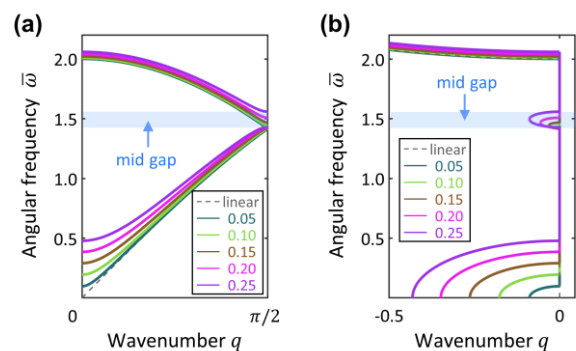 (a)
Angular frequency ω̅
2.0
1.5
1.0
0.5
mid gap
linear
0.05
0.10
0.15
0.20
0.25
0
π/2
Wavenumber q
(b)
Angular frequency ω̅
2.0
1.5
1.0
0.5
mid gap
linear
0.05
0.10
0.15
0.20
0.25
-0.5
0
Wavenumber q